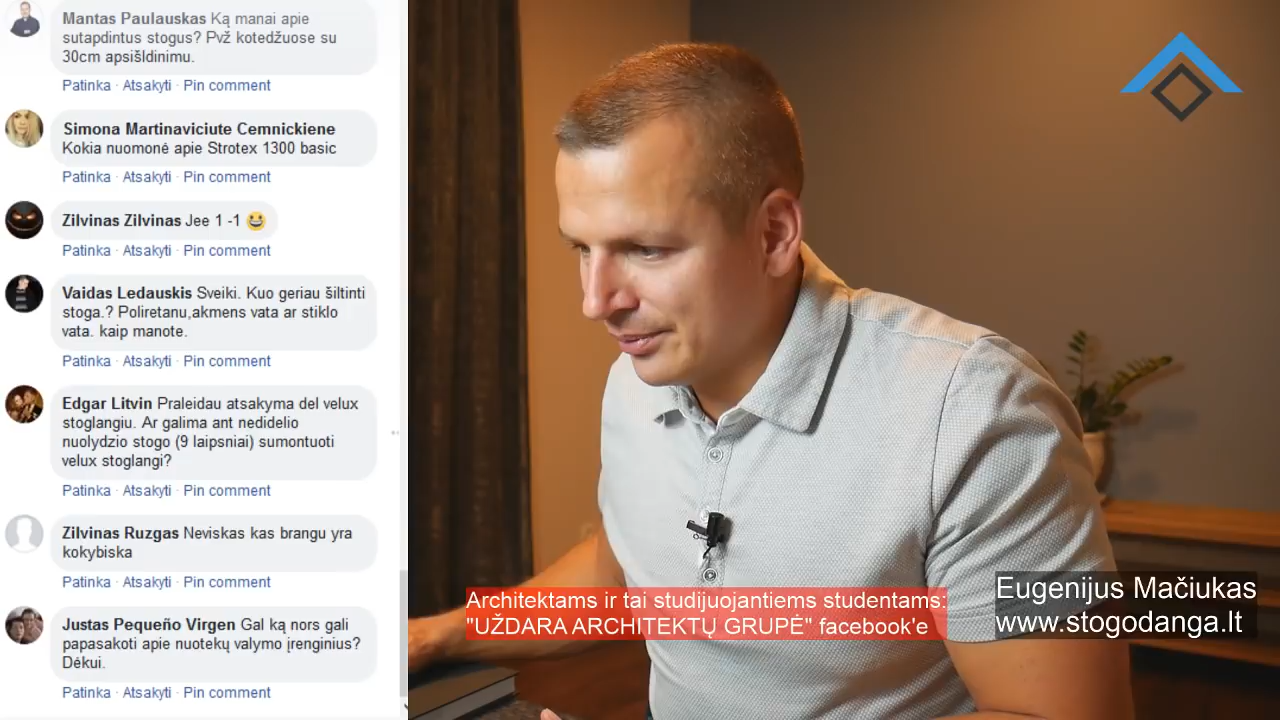 Mantas Paulauskas Ką manai apie
sutapdintus stogus? Pvž kotedžuose su
30cm apsišldinimu.
Patinka · Atsakyti · Pin comment
Simona Martinaviciute Cemnickiene
Kokia nuomonė apie Strotex 1300 basic
Patinka · Atsakyti · Pin comment
Zilvinas Zilvinas Jee 1 -1 😆
Patinka · Atsakyti · Pin comment
Vaidas Ledauskis Sveiki. Kuo geriau šiltinti
stoga.? Poliretanu,akmens vata ar stiklo
vata. kaip manote.
Patinka · Atsakyti · Pin comment
Edgar Litvin Praleidau atsakyma del velux
stoglangiu. Ar galima ant nedidelio
nuolydzio stogo (9 laipsniai) sumontuoti
velux stoglangi?
Patinka · Atsakyti · Pin comment
Zilvinas Ruzgas Neviskas kas brangu yra
kokybiska
Patinka · Atsakyti · Pin comment
Justas Pequeño Virgen Gal ką nors gali
papasakoti apie nuotekų valymo įrenginius?
Dėkui.
Patinka · Atsakyti · Pin comment
Architektams ir tai studijuojantiems studentams:
"UŽDARA ARCHITEKTŲ GRUPĖ" facebook'e
Eugenijus Mačiukas
www.stogodanga.lt